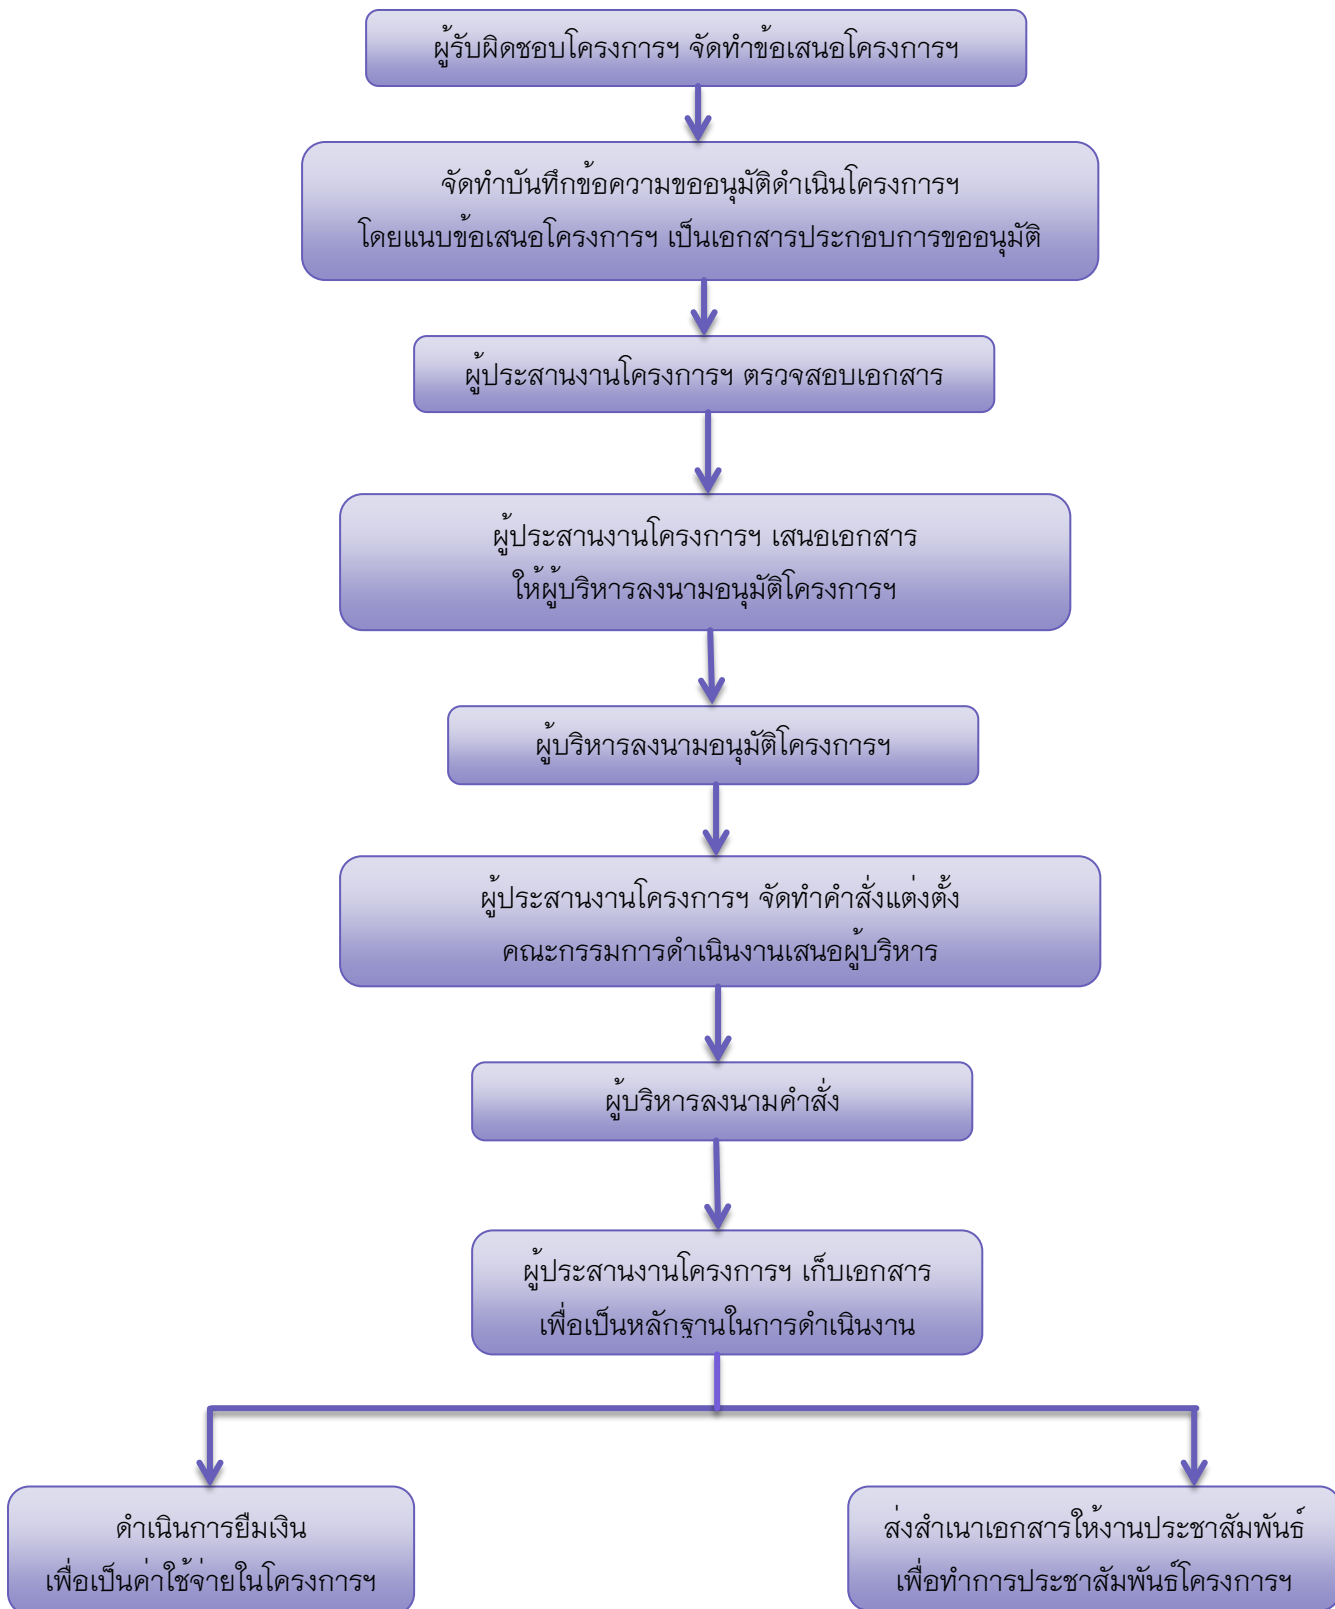 ผู้รับผิดชอบโครงการฯ จัดทำข้อเสนอโครงการฯ
จัดทำบันทึกข้อความขออนุมัติดำเนินโครงการฯ
โดยแนบข้อเสนอโครงการฯ เป็นเอกสารประกอบการขออนุมัติ
ผู้ประสานงานโครงการฯ ตรวจสอบเอกสาร
ผู้ประสานงานโครงการฯ เสนอเอกสาร
ให้ผู้บริหารลงนามอนุมัติโครงการฯ
ผู้บริหารลงนามอนุมัติโครงการฯ
ผู้ประสานงานโครงการฯ จัดทำคำสั่งแต่งตั้ง
คณะกรรมการดำเนินงานเสนอผู้บริหาร
ผู้บริหารลงนามคำสั่ง
ผู้ประสานงานโครงการฯ เก็บเอกสาร
เพื่อเป็นหลักฐานในการดำเนินงาน
ดำเนินการยืมเงิน
เพื่อเป็นค่าใช้จ่ายในโครงการฯ
ส่งสำเนาเอกสารให้งานประชาสัมพันธ์
เพื่อทำการประชาสัมพันธ์โครงการฯ